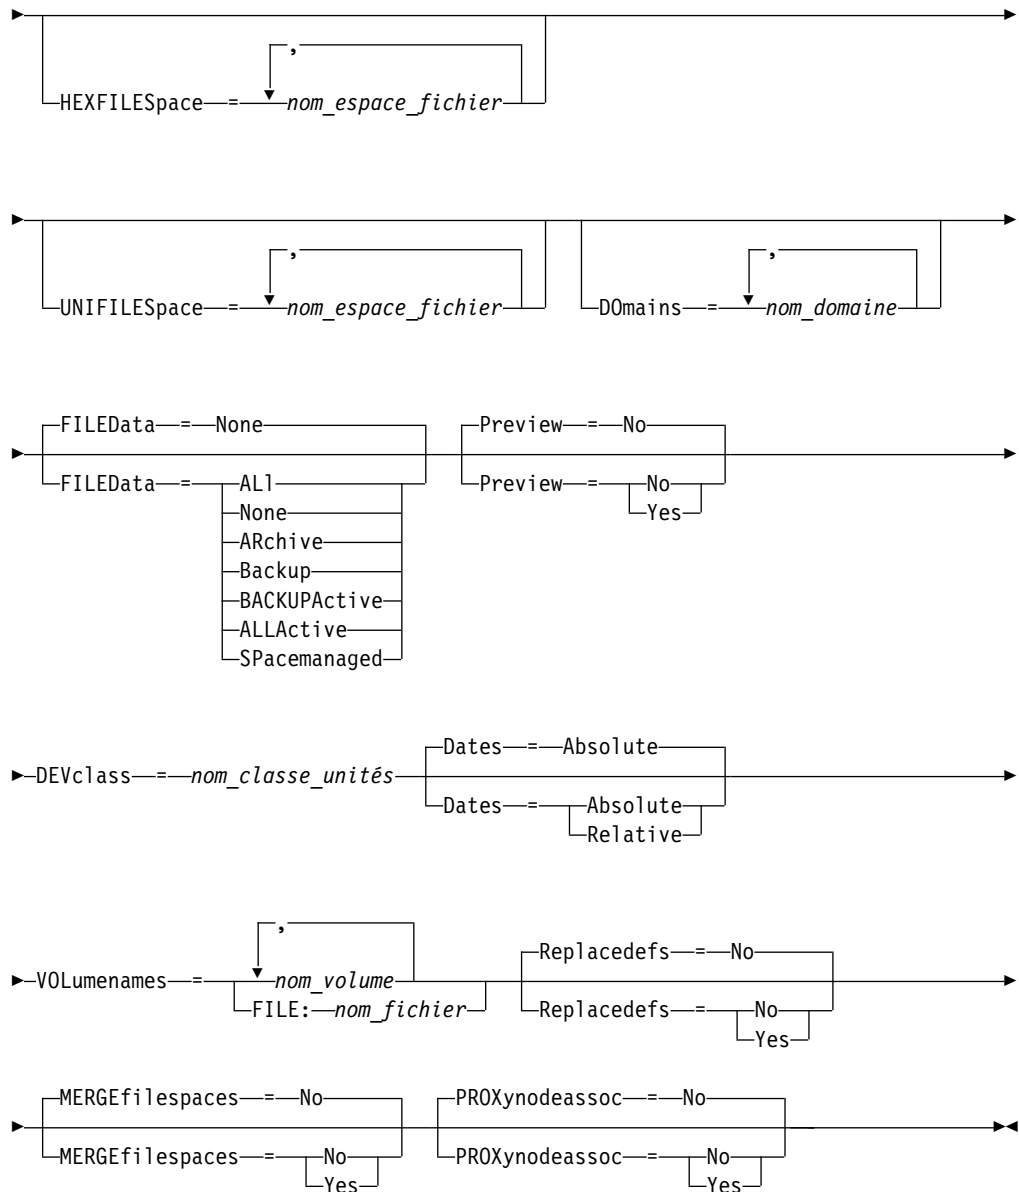 ,
HEXFILESpace = nom_espace_fichier
, ,
UNIFILESpace = nom_espace_fichier DOmains = nom_domaine
FILEData = None Preview = No
FILEData = ALl Preview = No
None Yes
ARchive
Backup
BACKUPActive
ALLActive
SPacemanaged
Dates = Absolute
DEVclass = nom_classe_unités Dates = Absolute
Relative
,
Replacedefs = No
VOLumenames = nom_volume
FILE: nom_fichier Replacedefs = No
Yes
MERGEfilespaces = No PROXynodeassoc = No
MERGEfilespaces = No PROXynodeassoc = No
Yes Yes